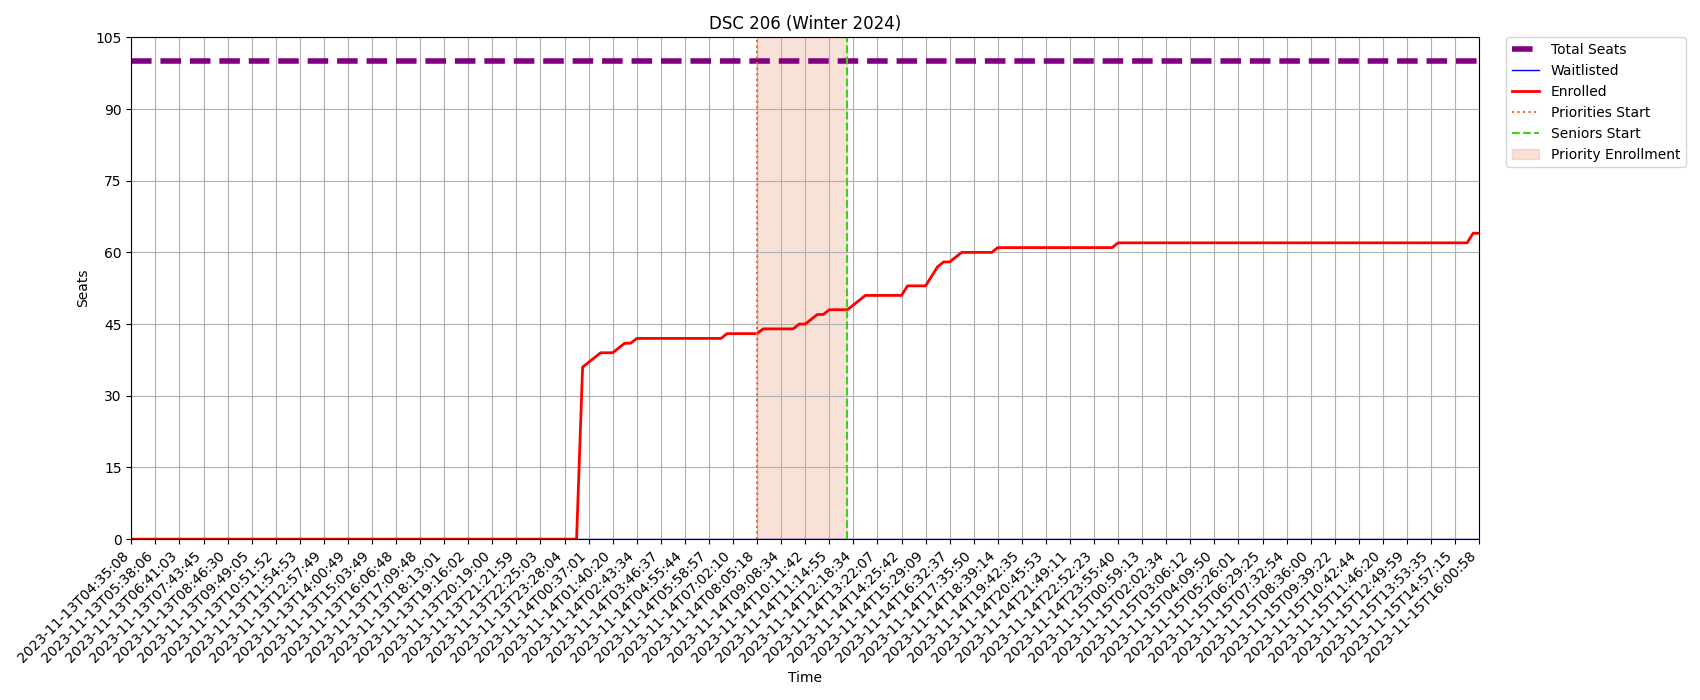 DSC 206 (Winter 2024)
105
90
75
60
45
30
15
0
Seats
2023-11-13T04:35:08
2023-11-13T05:38:06
2023-11-13T06:41:03
2023-11-13T07:43:45
2023-11-13T08:46:30
2023-11-13T09:49:05
2023-11-13T10:51:52
2023-11-13T11:54:53
2023-11-13T12:57:49
2023-11-13T14:00:49
2023-11-13T15:03:49
2023-11-13T16:06:48
2023-11-13T17:09:48
2023-11-13T18:13:01
2023-11-13T19:16:02
2023-11-13T20:19:00
2023-11-13T21:21:59
2023-11-13T22:25:03
2023-11-13T23:28:04
2023-11-14T00:37:01
2023-11-14T01:40:20
2023-11-14T02:43:34
2023-11-14T03:46:37
2023-11-14T04:55:44
2023-11-14T05:58:57
2023-11-14T07:02:10
2023-11-14T08:05:18
2023-11-14T09:08:34
2023-11-14T10:11:42
2023-11-14T11:14:55
2023-11-14T12:18:34
2023-11-14T13:22:07
2023-11-14T14:25:42
2023-11-14T15:29:09
2023-11-14T16:32:37
2023-11-14T17:35:50
2023-11-14T18:39:14
2023-11-14T19:42:35
2023-11-14T20:45:53
2023-11-14T21:49:11
2023-11-14T22:52:23
2023-11-14T23:55:40
2023-11-15T00:59:13
2023-11-15T02:02:34
2023-11-15T03:06:12
2023-11-15T04:09:50
2023-11-15T05:26:01
2023-11-15T06:29:25
2023-11-15T07:32:54
2023-11-15T08:36:00
2023-11-15T09:39:22
2023-11-15T10:42:44
2023-11-15T11:46:20
2023-11-15T12:49:59
2023-11-15T13:53:35
2023-11-15T14:57:15
2023-11-15T16:00:58
Time
Total Seats
Waitlisted
Enrolled
Priorities Start
Seniors Start
Priority Enrollment